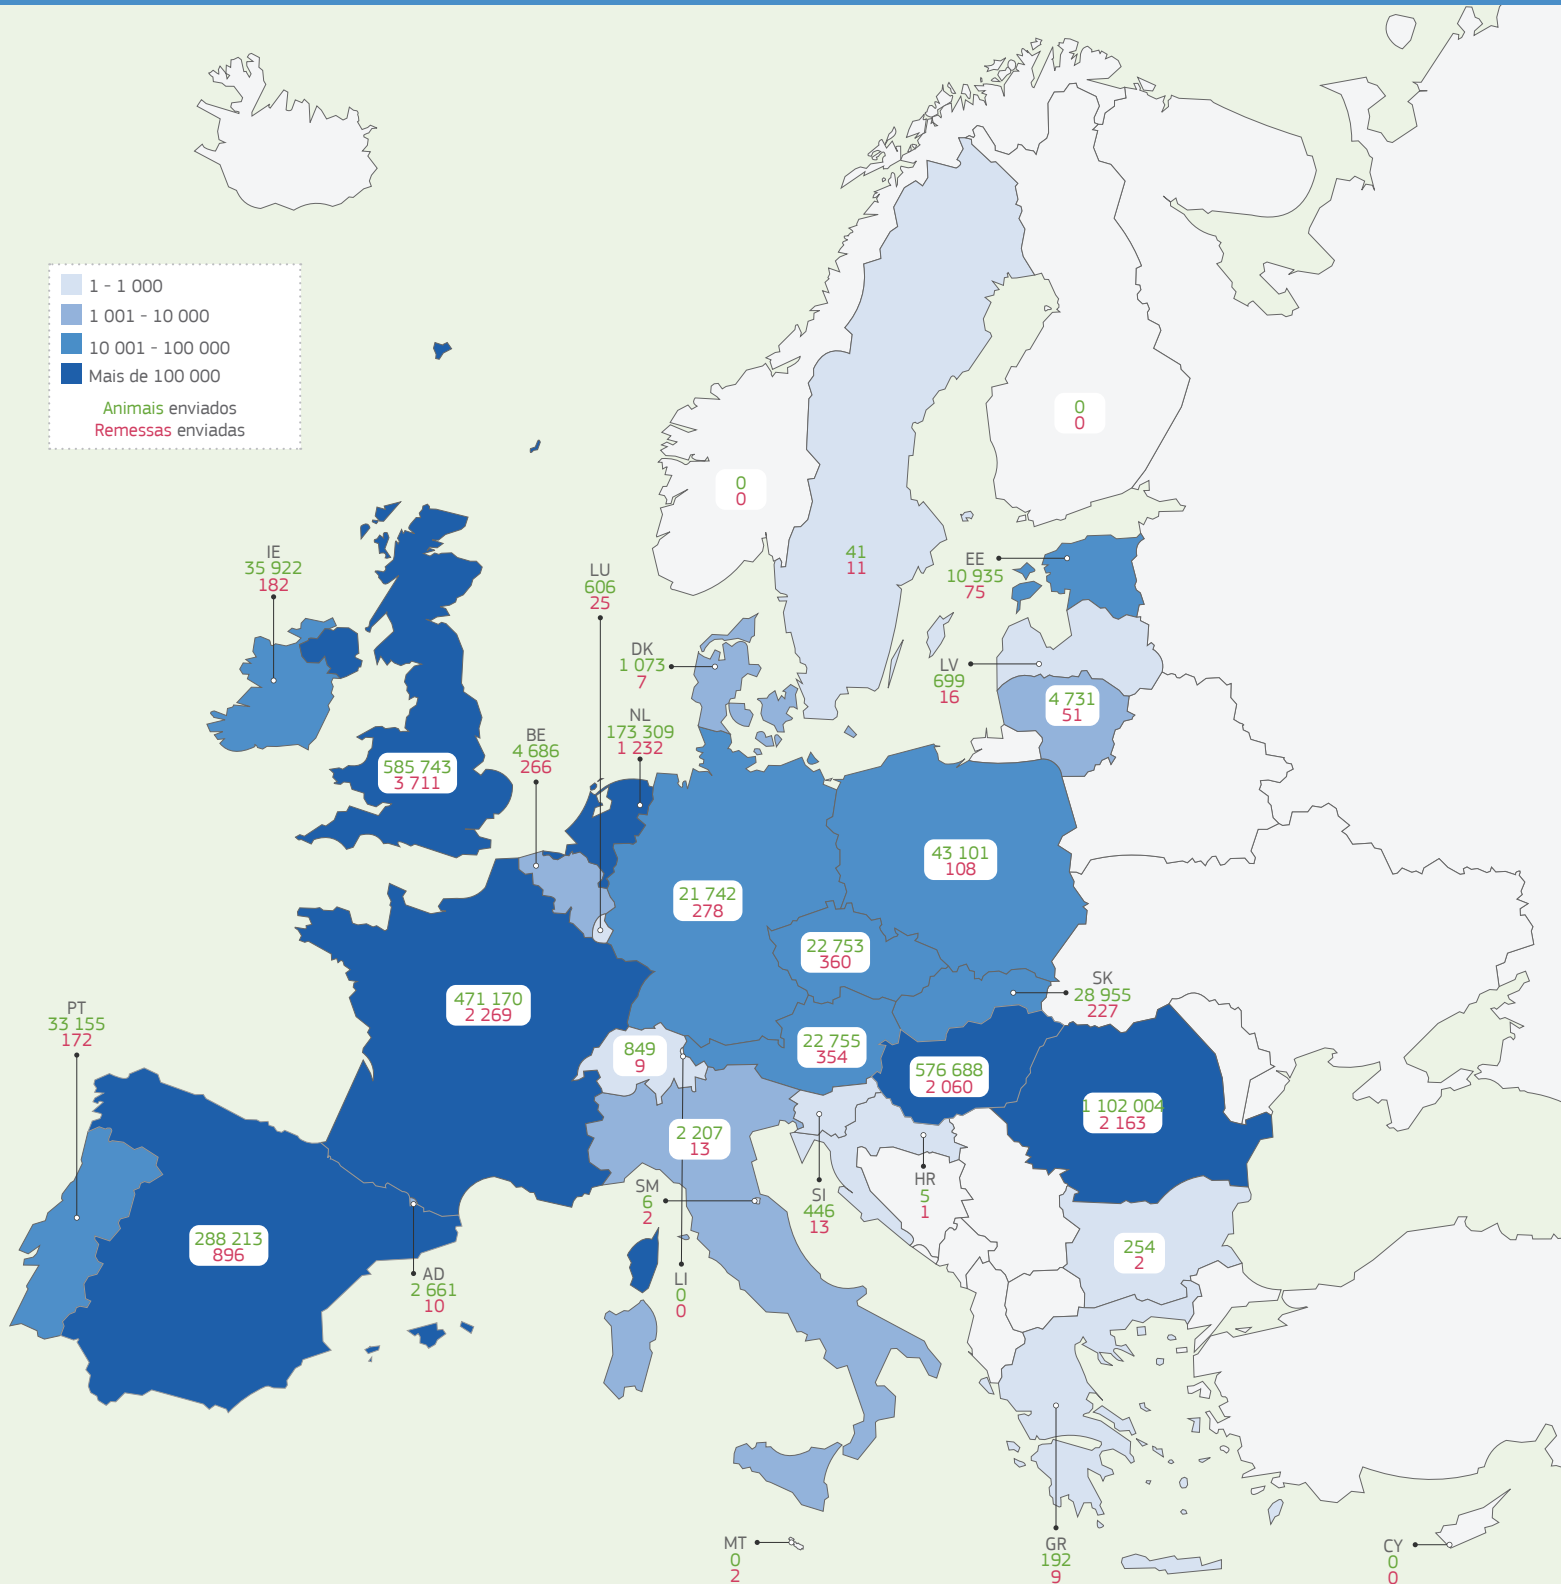 1 - 1 000
1 001 - 10 000
10 001 - 100 000
Mais de 100 000
Animais enviados
Remessas enviadas
0
0
0
0
41
11
IE
35 922
182
LU
606
25
EE
10 935
75
DK
1 073
7
LV
699
16
4 731
51
NL
173 309
1 232
BE
4 686
266
585 743
3 711
43 101
108
21 742
278
22 753
360
SK
28 955
227
471 170
2 269
PT
33 155
172
849
9
22 755
354
576 688
2 060
1 102 004
2 163
2 207
13
SM
6
2
SI
446
13
HR
5
1
288 213
896
254
2
AD
2 661
10
LI
0
0
MT
0
2
GR
192
9
CY
0
0